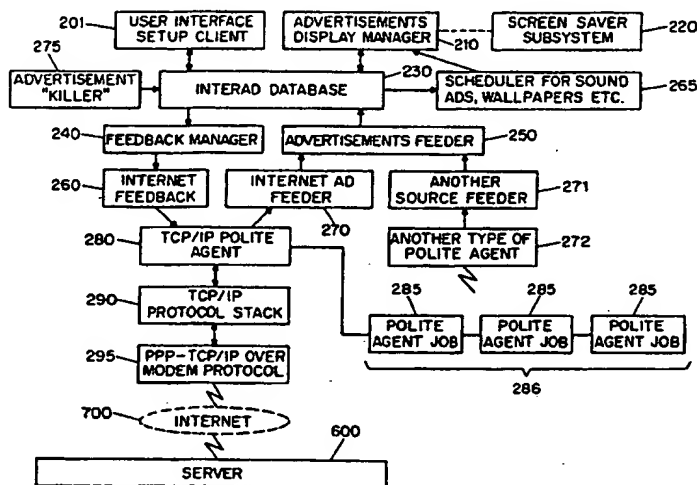 201
USER INTERFACE
SETUP CLIENT
ADVERTISEMENTS
DISPLAY MANAGER
210
SCREEN SAVER
SUBSYSTEM
220
275
ADVERTISEMENT
"KILLER"
INTERAD DATABASE
230
SCHEDULER FOR SOUND
ADS, WALLPAPERS ETC.
265
240
FEEDBACK MANAGER
ADVERTISEMENTS FEEDER
250
260
INTERNET
FEEDBACK
INTERNET AD
FEEDER
270
ANOTHER
SOURCE FEEDER
271
280
TCP/IP POLITE
AGENT
ANOTHER TYPE OF
POLITE AGENT
272
290
TCP/IP
PROTOCOL STACK
285
285
285
POLITE
AGENT JOB
POLITE
AGENT JOB
POLITE
AGENT JOB
286
295
PPP-TCP/IP OVER
MODEM PROTOCOL
700
INTERNET
600
SERVER